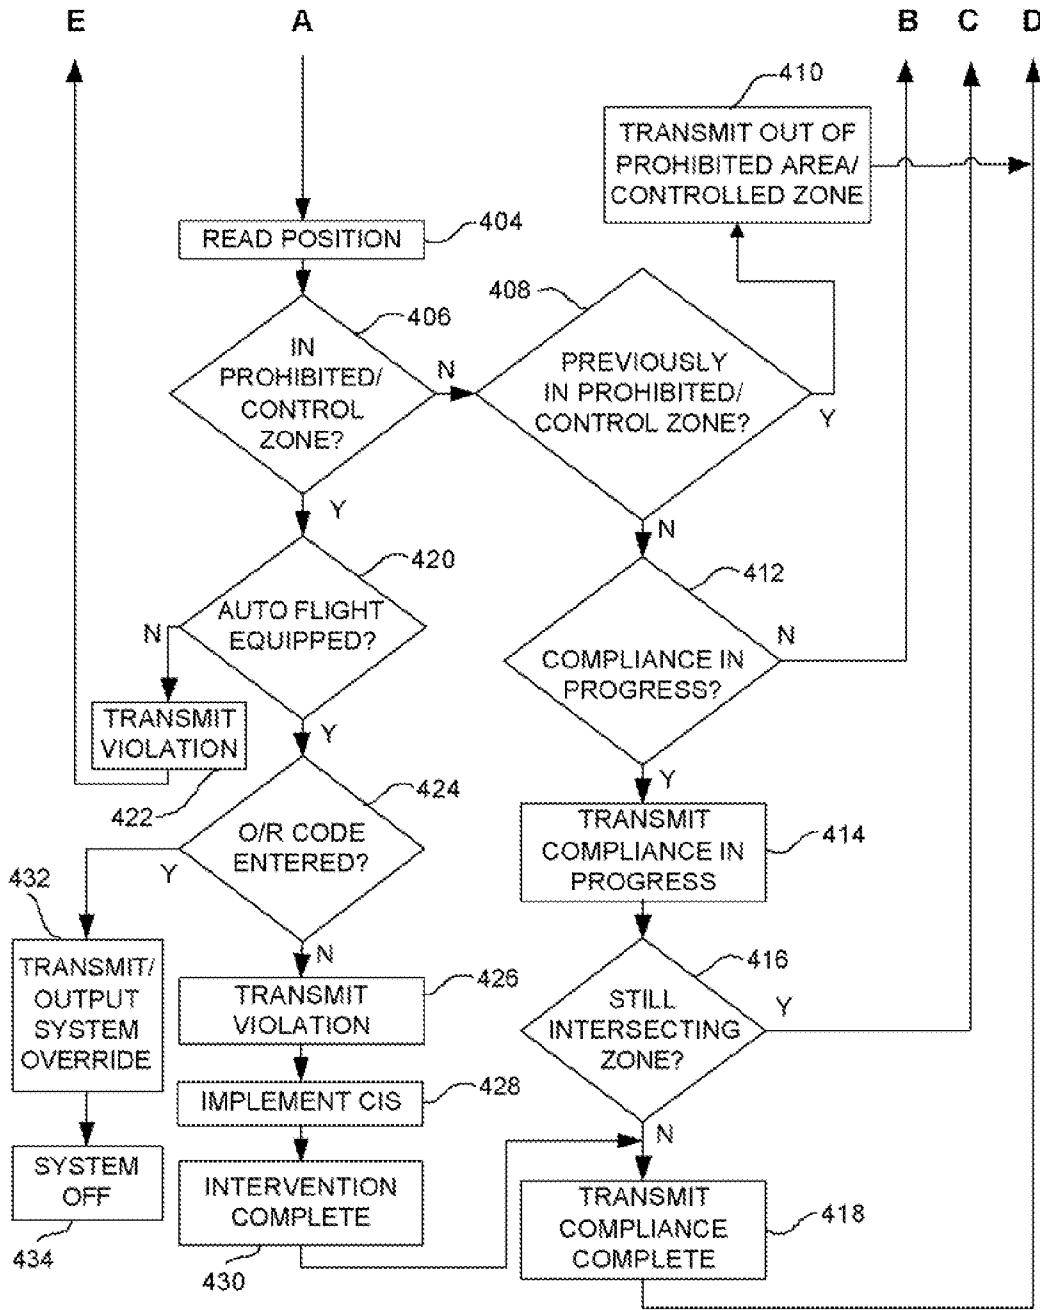 E
A
B
C
D
410
TRANSMIT OUT OF
PROHIBITED AREA/
CONTROLLED ZONE
READ POSITION
404
408
406
IN
PROHIBITED/
CONTROL
ZONE?
N
PREVIOUSLY
IN PROHIBITED/
CONTROL ZONE?
Y
Y
N
420
412
AUTO FLIGHT
EQUIPPED?
N
N
COMPLIANCE IN
PROGRESS?
TRANSMIT
VIOLATION
422
Y
Y
424
O/R CODE
ENTERED?
TRANSMIT
COMPLIANCE IN
PROGRESS
414
432
Y
N
TRANSMIT/
OUTPUT
SYSTEM
OVERRIDE
TRANSMIT
VIOLATION
426
416
STILL
INTERSECTING
ZONE?
Y
IMPLEMENT CIS
428
N
SYSTEM
OFF
434
INTERVENTION
COMPLETE
430
TRANSMIT
COMPLIANCE
COMPLETE
418